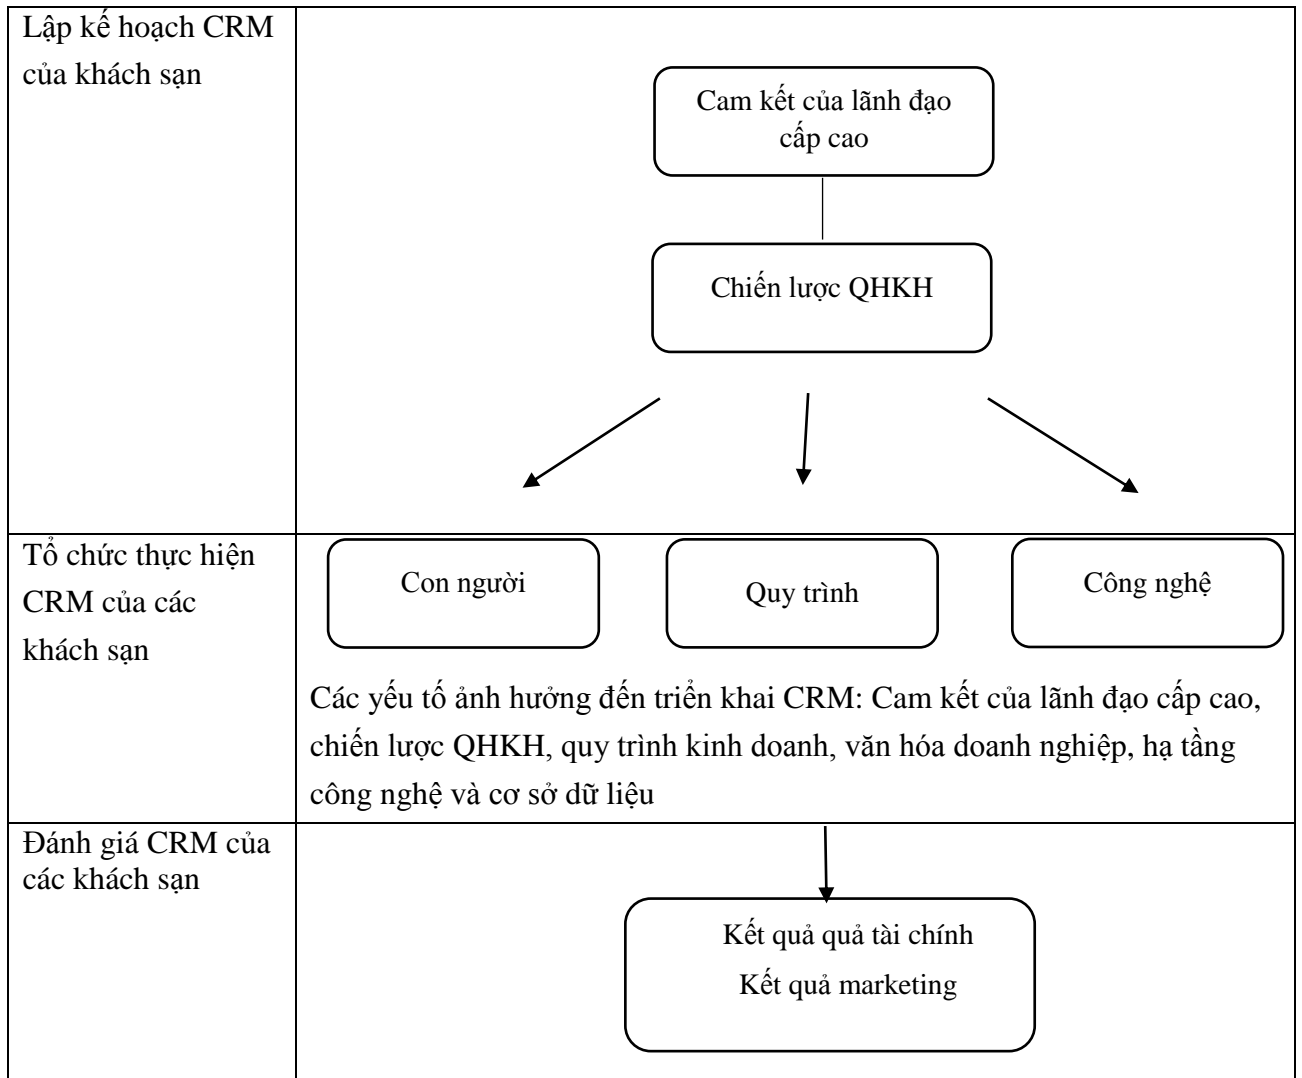 Lập kế hoạch CRM
của khách sạn
Cam kết của lãnh đạo
cấp cao
Chiến lược QHKH
Tổ chức thực hiện
CRM của các
khách sạn
Con người
Quy trình
Công nghệ
Các yếu tố ảnh hưởng đến triển khai CRM: Cam kết của lãnh đạo cấp cao,
chiến lược QHKH, quy trình kinh doanh, văn hóa doanh nghiệp, hạ tầng
công nghệ và cơ sở dữ liệu
Đánh giá CRM của
các khách sạn
Kết quả quả tài chính
Kết quả marketing